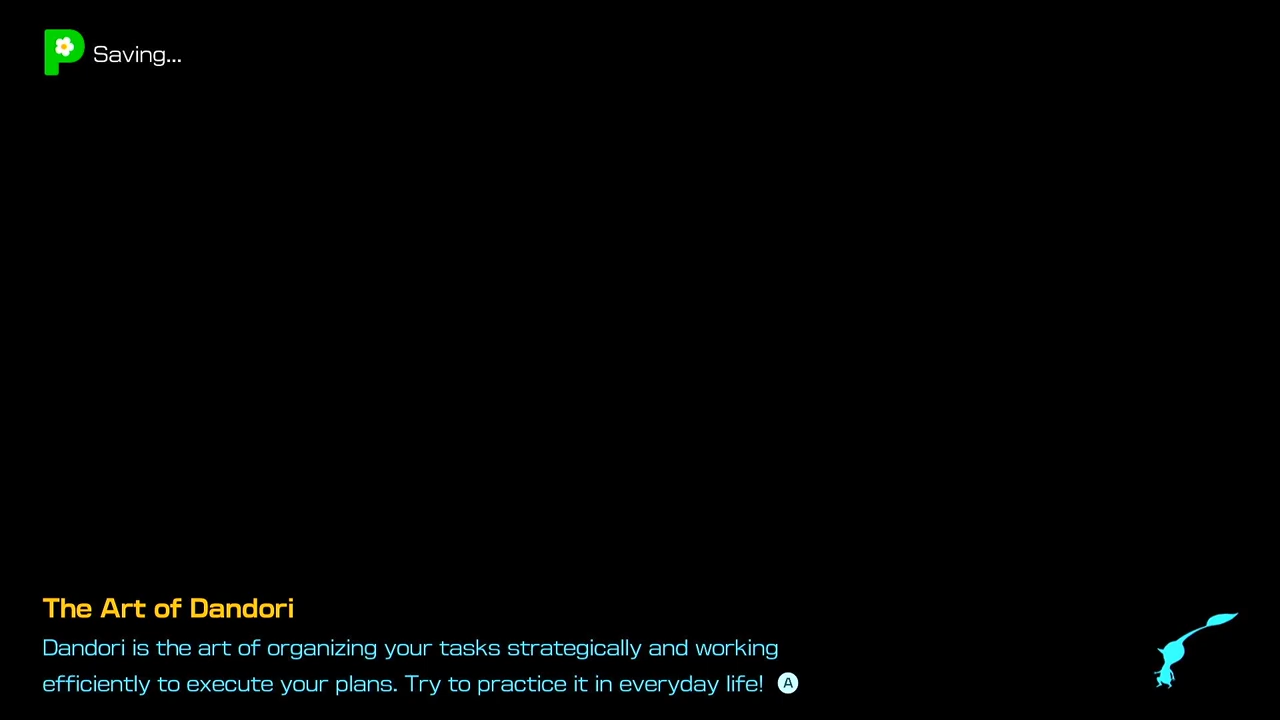 P Saving...
The Art of Dandori
Dandori is the art of organizing your tasks strategically and working
efficiently to execute your plans. Try to practice it in everyday life! A